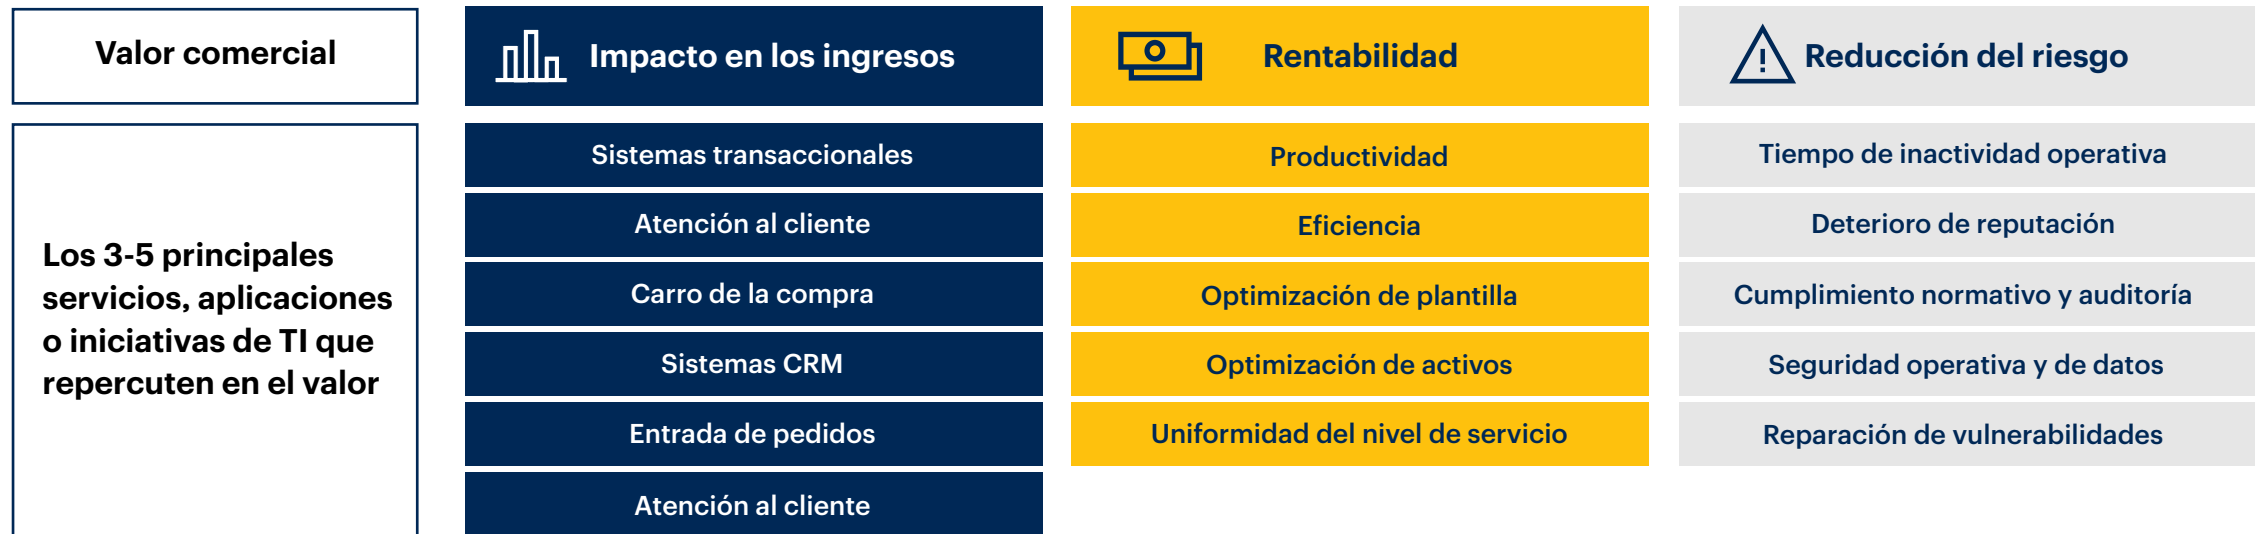 Valor comercial
Impacto en los ingresos
Rentabilidad
Reducción del riesgo
Los 3-5 principales
servicios, aplicaciones
o iniciativas de TI que
repercuten en el valor
Sistemas transaccionales
Atención al cliente
Carro de la compra
Sistemas CRM
Entrada de pedidos
Atención al cliente
Productividad
Eficiencia
Optimización de plantilla
Optimización de activos
Uniformidad del nivel de servicio
Tiempo de inactividad operativa
Deterioro de reputación
Cumplimiento normativo y auditoría
Seguridad operativa y de datos
Reparación de vulnerabilidades